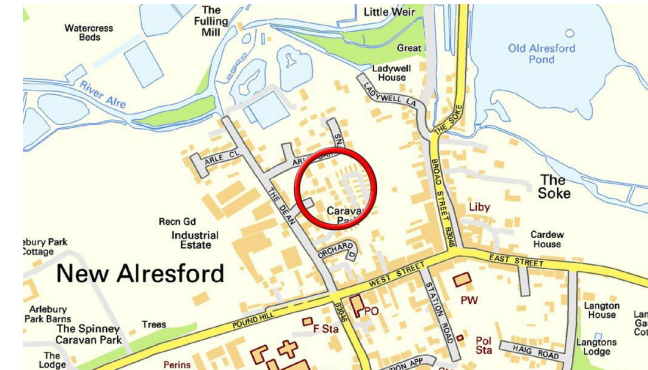 The
Fulling
Mill
Little Weir
Watercress
Beds
Great
Old Alresford
Pond
Ladywell
House
River Alre
LADYWELL LA
THE SOKE
ARLE CL
THE DEAN
BROAD STREET
B3046
The
Soke
Liby
Carava
Recn Gd
Industrial
Estate
Cardew
House
ORCHARD
EAST STREET
WEST STREET
New Alresford
STATION ROAD
PW
Langton
House
Arlebury
Park Barns
The Spinney
Caravan Park
Trees
POUND HILL
F Sta
PO
B3046
Pol
Sta
HAIG ROAD
Langtons
Lodge
The
Lodge
Perins